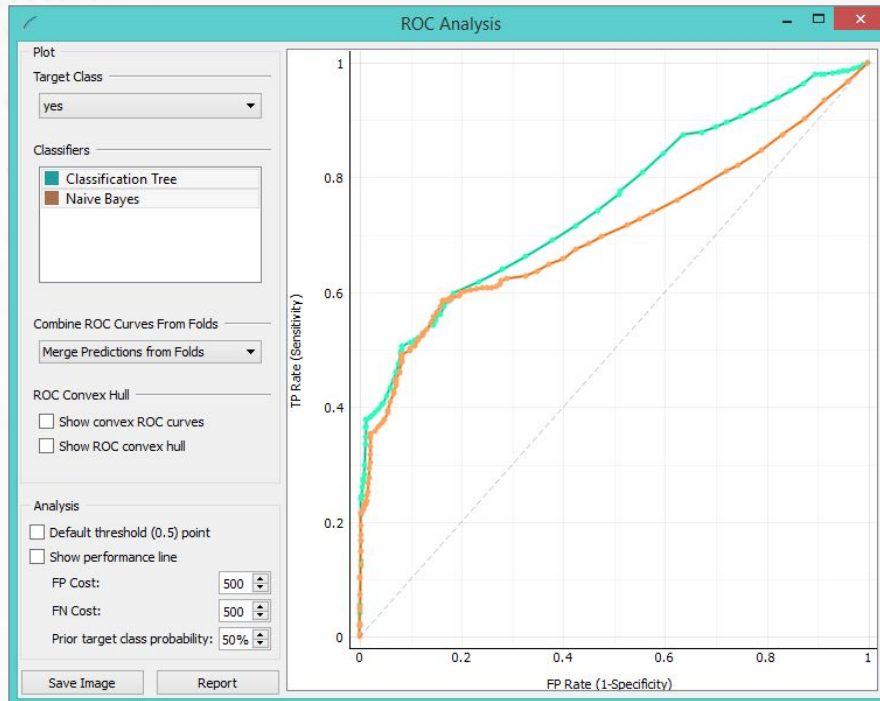 ROC Analysis
Plot
Target Class
yes
Classifiers
Classification Tree
Naive Bayes
Combine ROC Curves From Folds
Merge Predictions from Folds
ROC Convex Hull
Show convex ROC curves
Show ROC convex hull
Analysis
Default threshold (0.5) point
Show performance line
FP Cost: 500
FN Cost: 500
Prior target class probability: 50%
Save Image Report
TP Rate (Sensitivity)
1
0.8
0.6
0.4
0.2
0
0 0.2 0.4 0.6 0.8 1
FP Rate (1-Specificity)